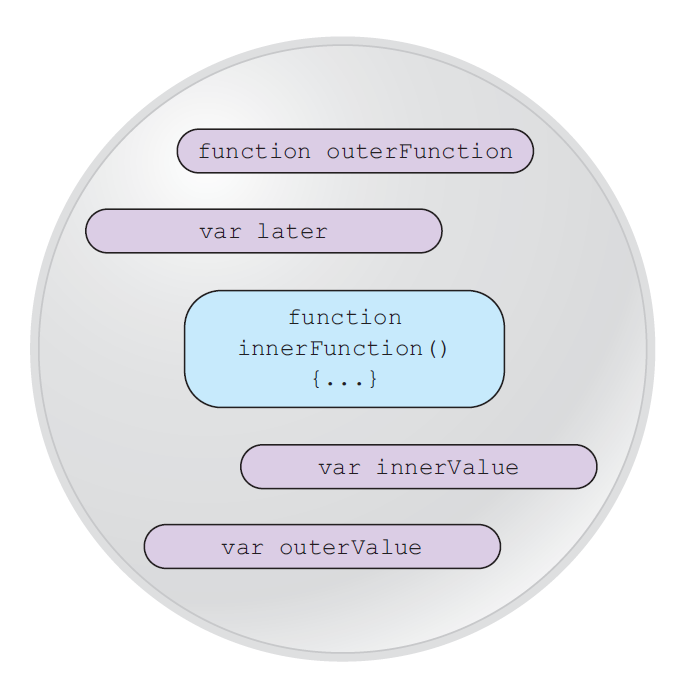 function outerFunction
var later
function
innerFunction()
{...}
var innerValue
var outerValue